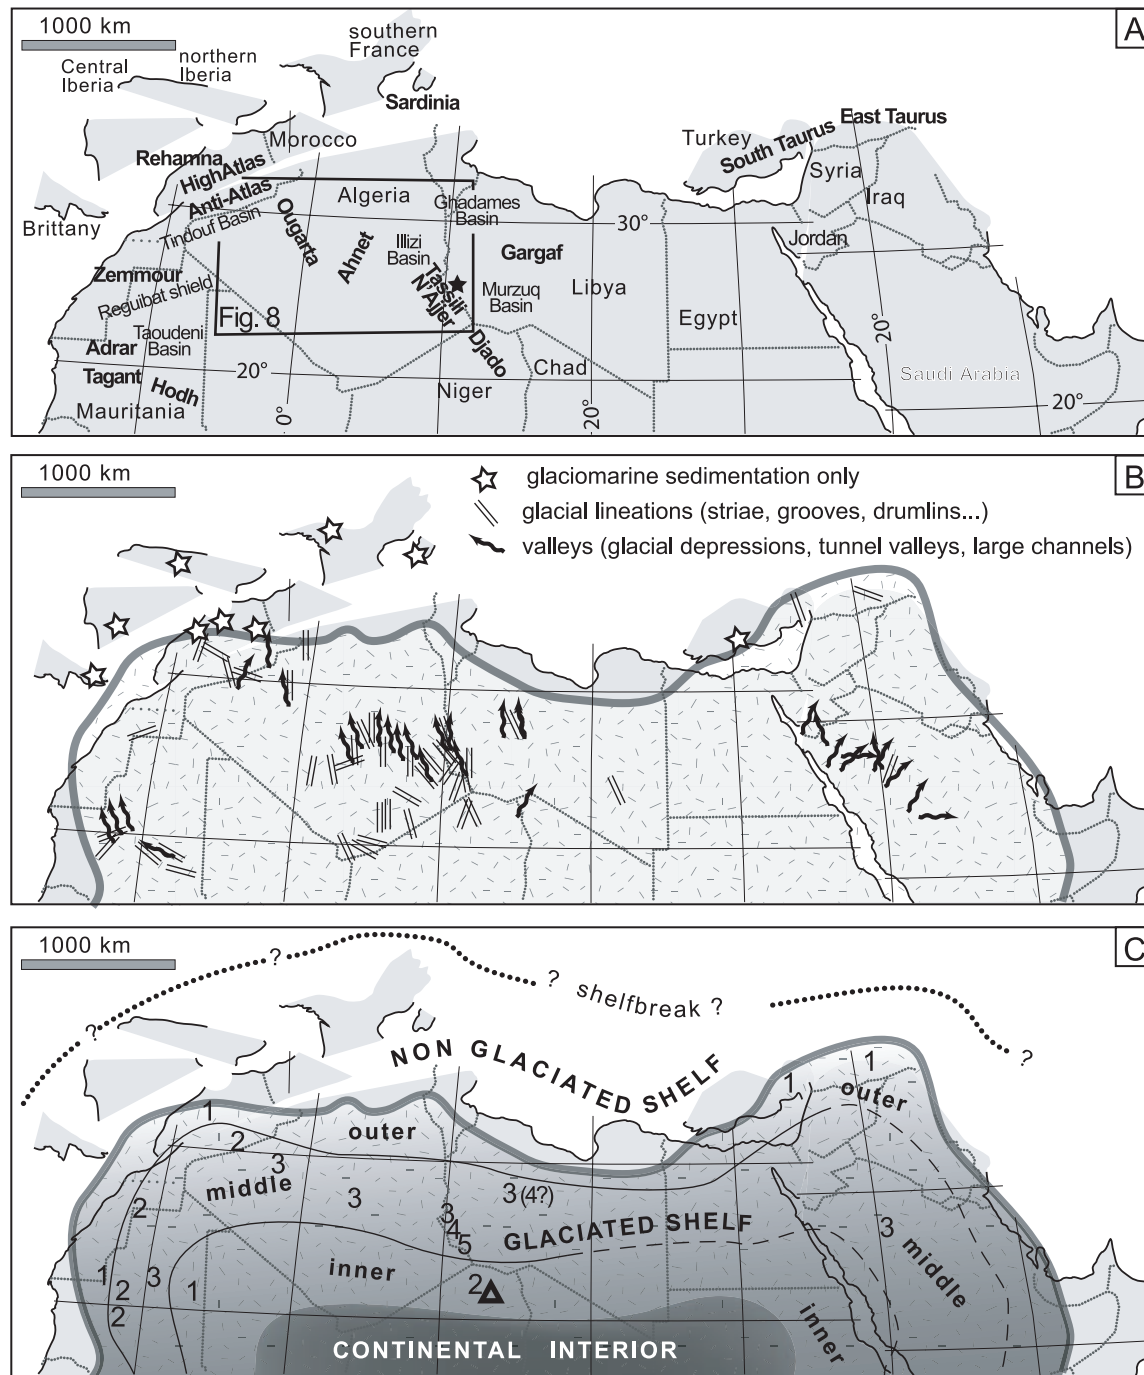 1000 km
A
southern
France
northern
Iberia
Central
Iberia
Sardinia
East Taurus
Turkey
South Taurus
Morocco
Rehamna
HighAtlas
Syria
Anti-Atlas
Algeria
Iraq
Ghadames
Basin
Brittany
Tindouf Basin
Ougarta
30°
Jordan
Illizi
Basin
Ahnet
Gargaf
Zemmour
Tassili
N'Ajjer
Reguibat shield
Murzuq
Basin
Libya
Fig. 8
Egypt
20°
Adrar
Taoudeni
Basin
Djado
Chad
Tagant
Hodh
20°
Niger
Saudi Arabia
Mauritania
0°
20°
20°
1000 km
B
glaciomarine sedimentation only
glacial lineations (striae, grooves, drumlins...)
valleys (glacial depressions, tunnel valleys, large channels)
1000 km
C
?
?
?
shelfbreak ?
?
NON GLACIATED SHELF
1
1
outer
1
outer
2
3
middle
3
3 (4?)
2
3
4
5
GLACIATED SHELF
3
middle
inner
1
2
3
1
2
2
inner
CONTINENTAL INTERIOR